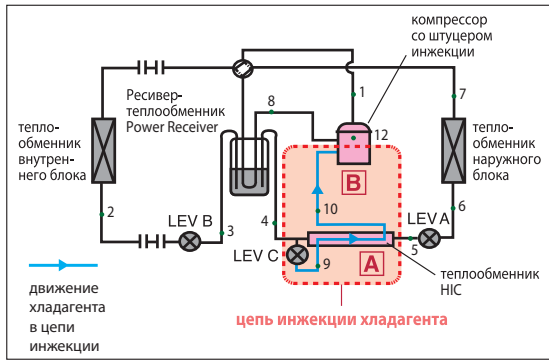 компрессор
со штуцером
инжекции
Ресивер-
теплообменник
Power Receiver
8
1
7
12
тепло-
обменник
внутрен-
него блока
тепло-
обменник
наружного
блока
B
10
2
LEV B
3
4
LEV A
6
5
LEV C
9
A
теплообменник
HIC
движение
хладагента
в цепи
инжекции
цепь инжекции хладагента